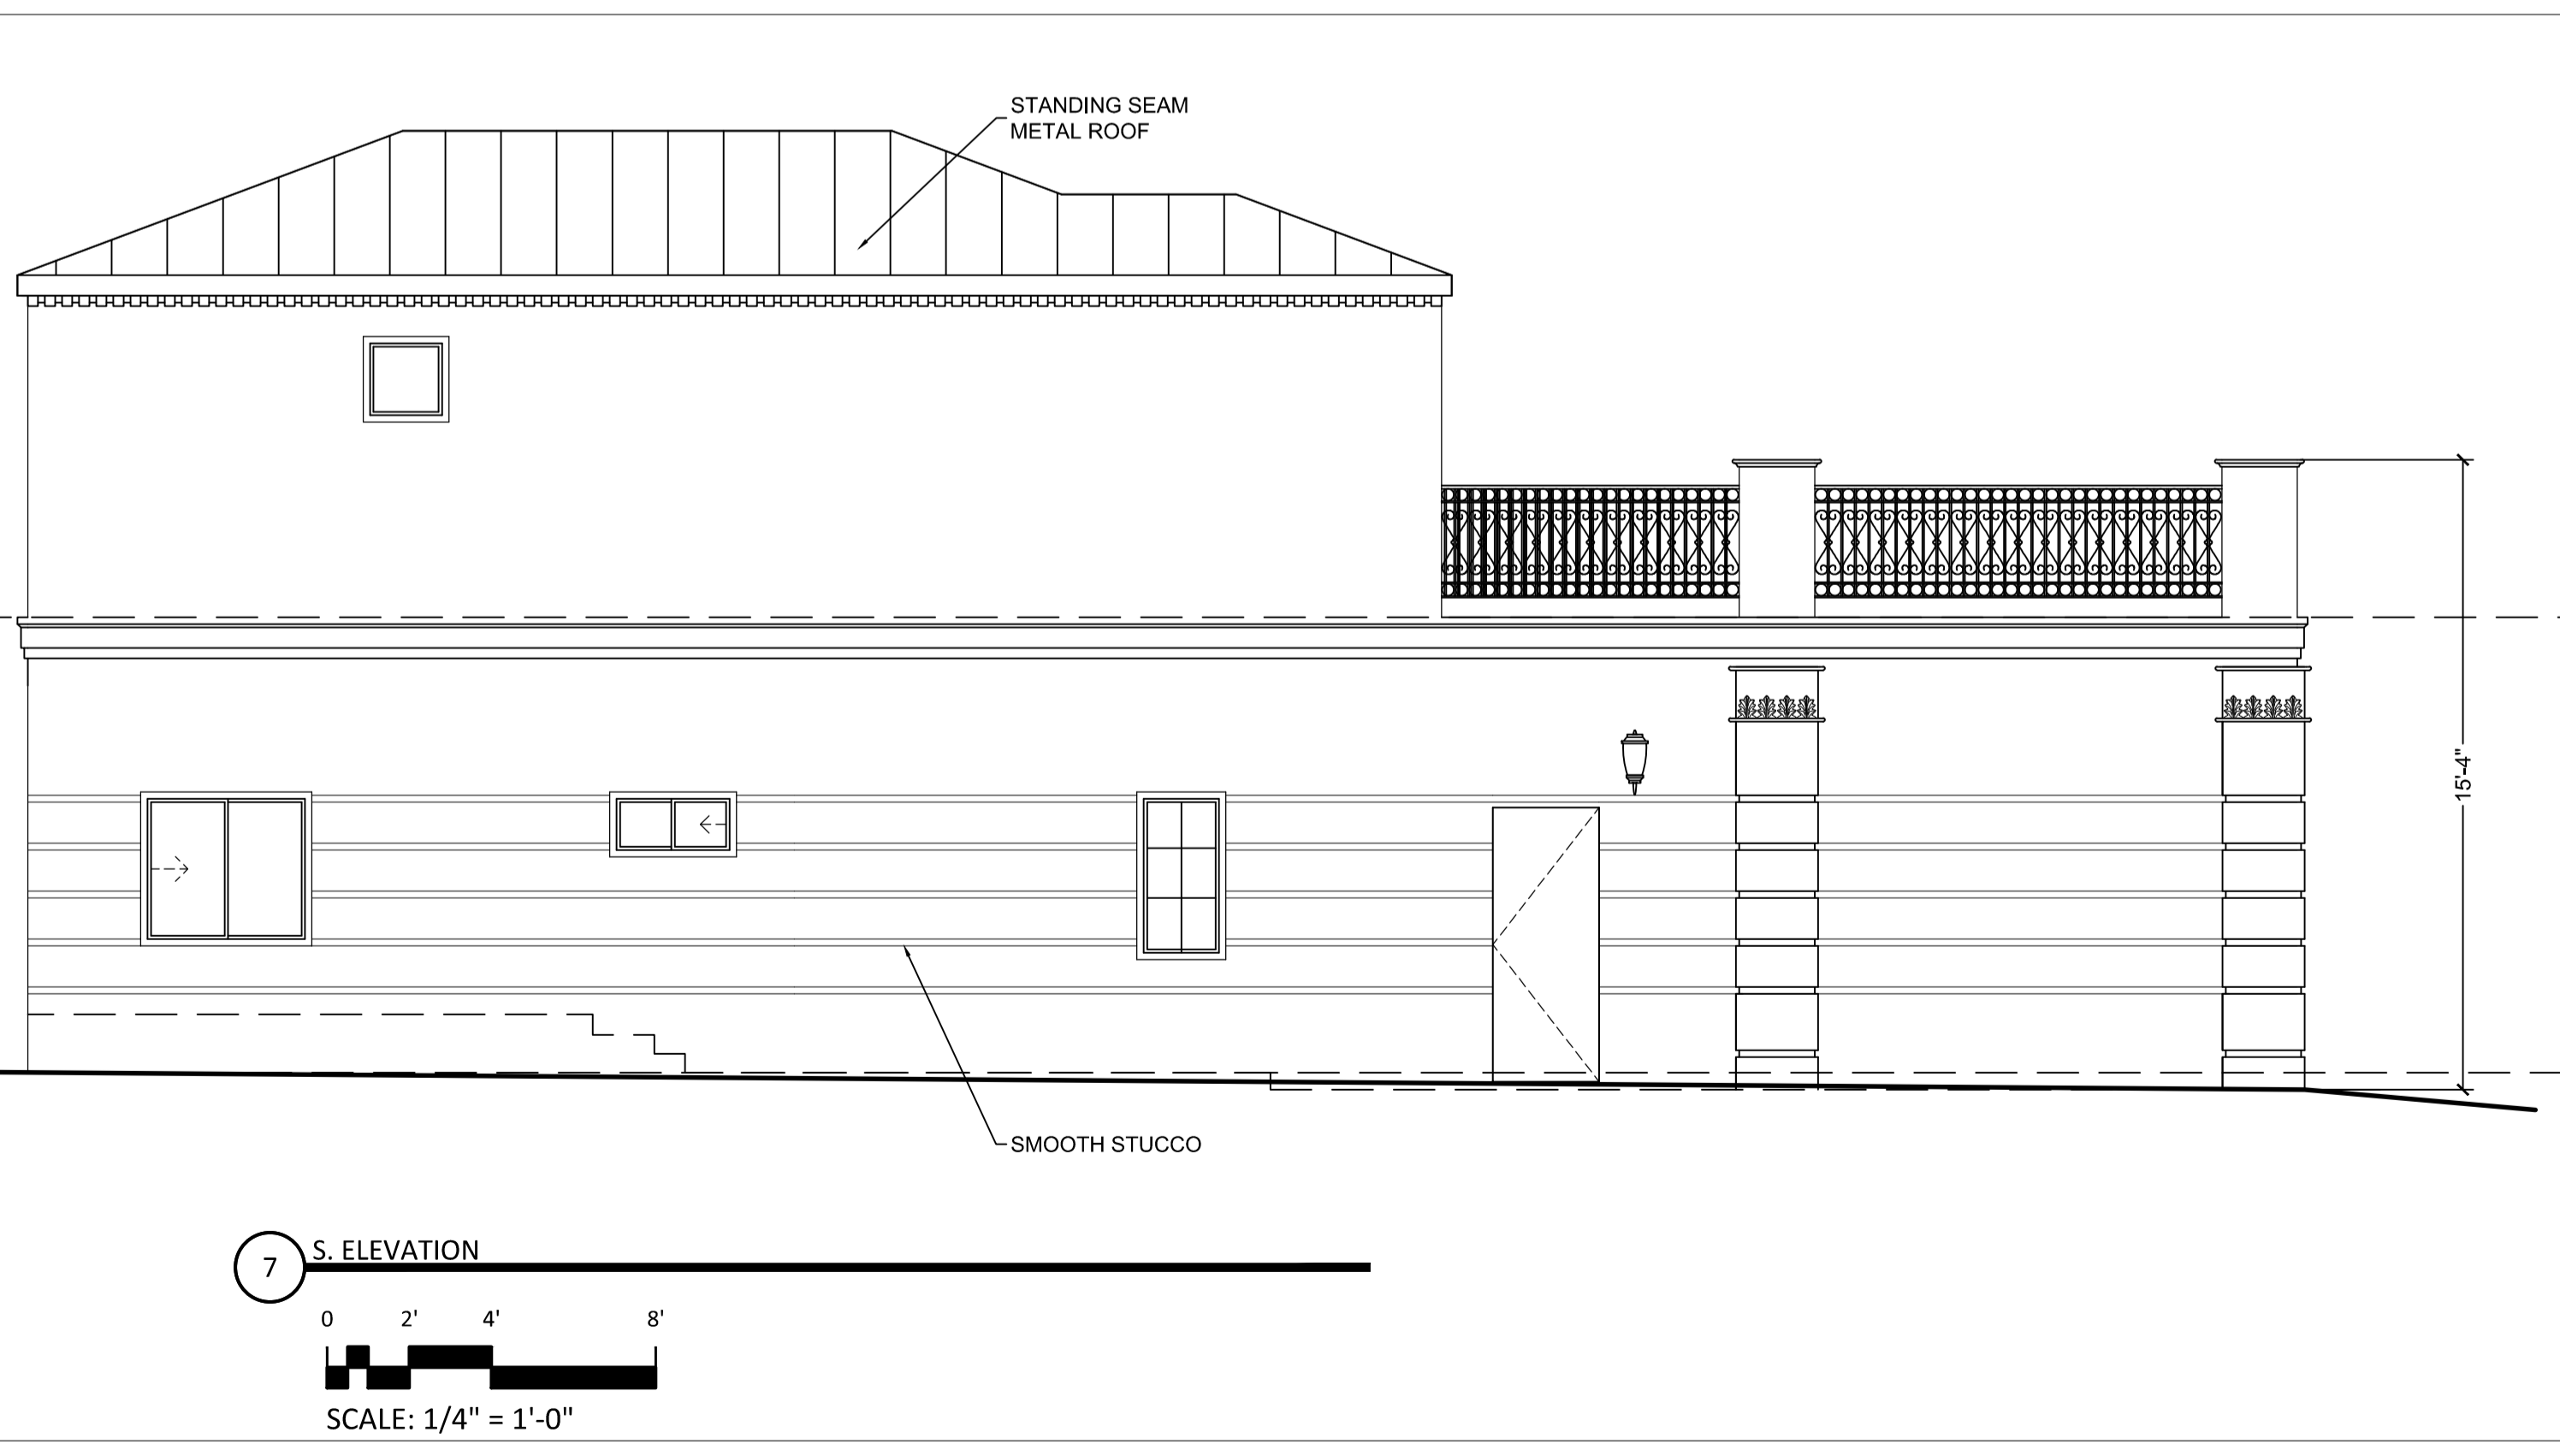 STANDING SEAM
METAL ROOF
15'-4"
SMOOTH STUCCO
7
S. ELEVATION
0 2' 4' 8'
SCALE: 1/4" = 1'-0"